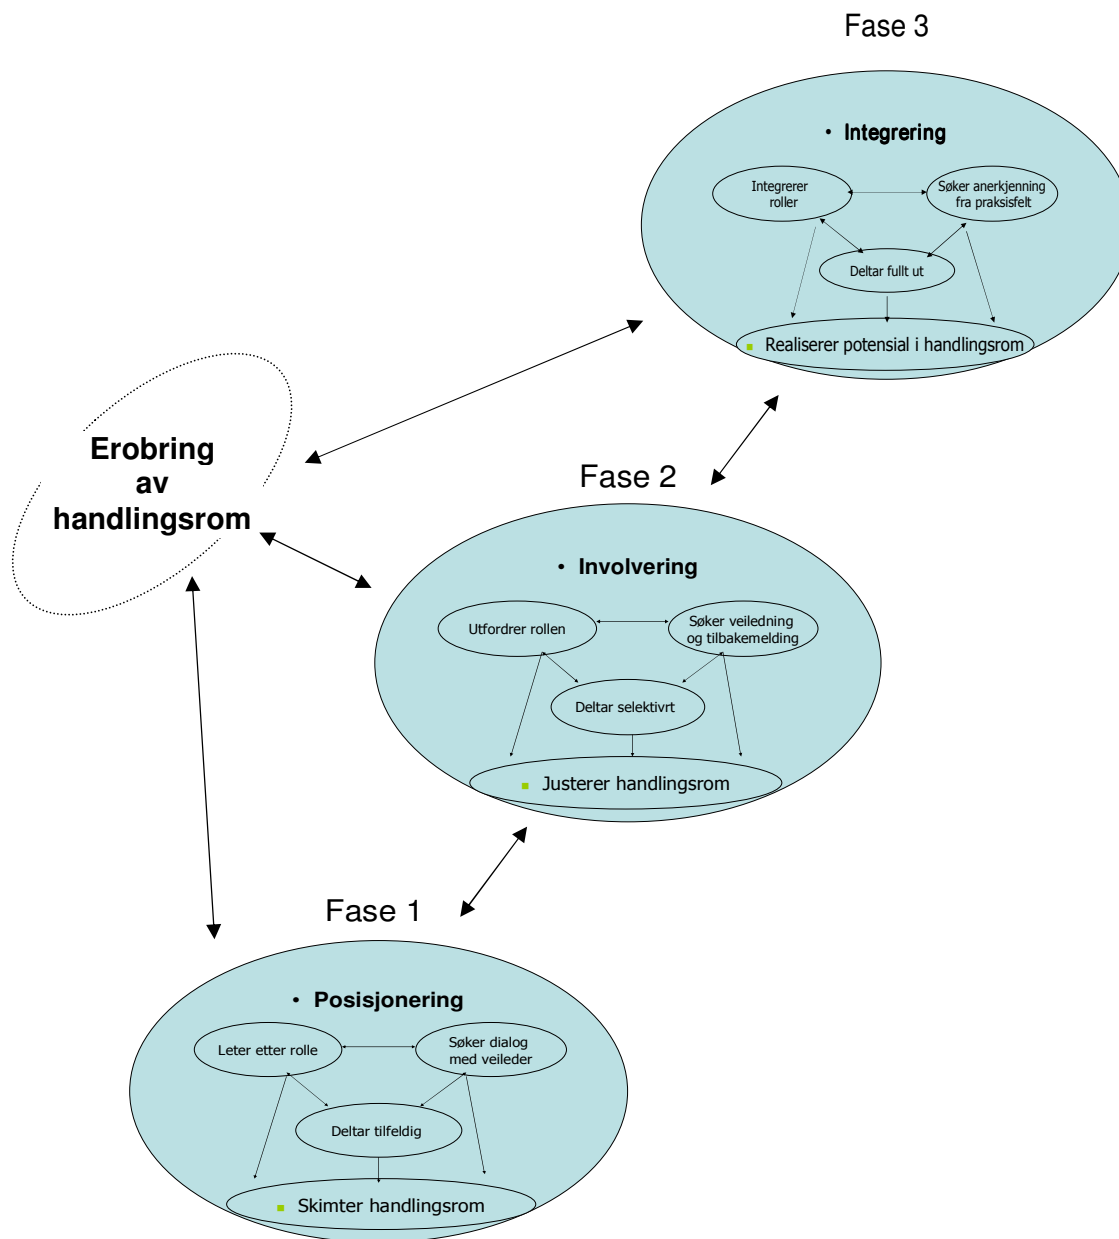 Fase 3
• Integrering
Integrerer
roller
Søker anerkjenning
fra praksisfelt
Deltar fullt ut
Realiserer potensial i handlingsrom
Erobring
av
handlingsrom
Fase 2
• Involvering
Utfordrer rollen
Søker veiledning
og tilbakemelding
Deltar selektivrt
Justerer handlingsrom
Fase 1
• Posisjonering
Leter etter rolle
Søker dialog
med veileder
Deltar tilfeldig
Skimter handlingsrom